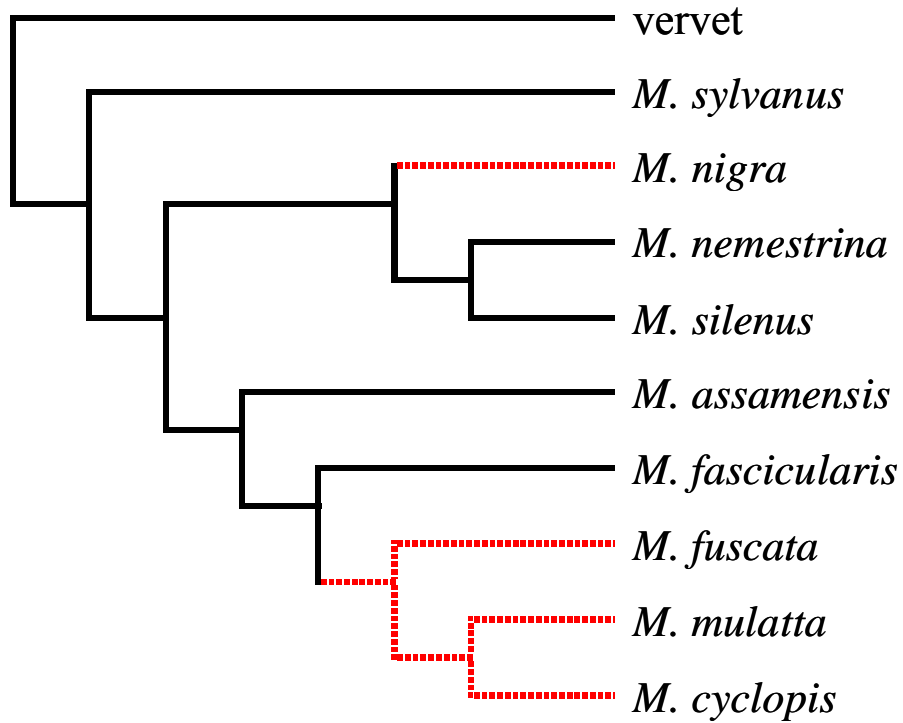 vervet
M. sylvanus
M. nigra
M. nemestrina
M. silenus
M. assamensis
M. fascicularis
M. fuscata
M. mulatta
M. cyclopis